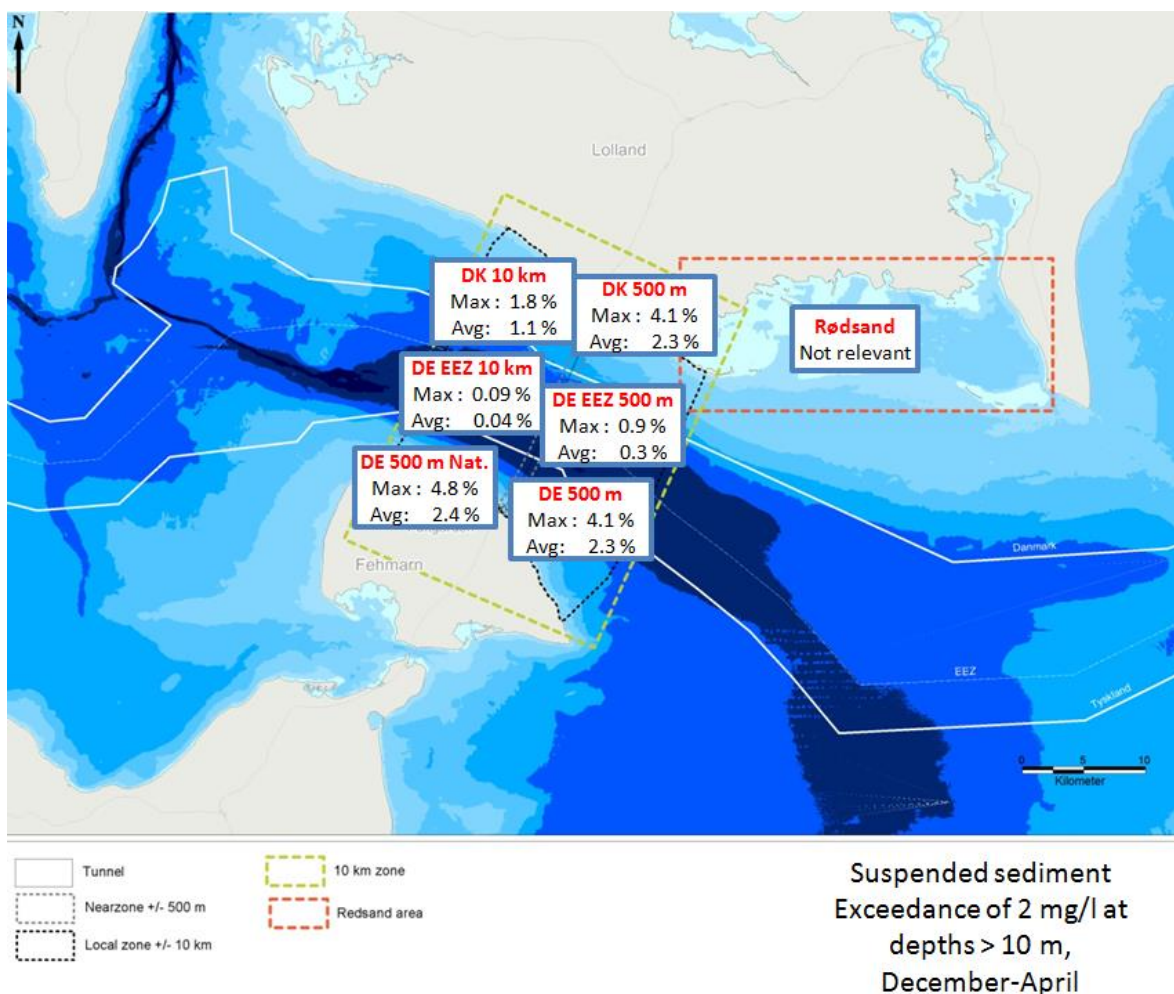 N
Lolland
DK 10 km
Max : 1.8 %
Avg: 1.1 %
DK 500 m
Max : 4.1 %
Avg: 2.3 %
Rødsand
Not relevant
DE EEZ 10 km
Max : 0.09 %
Avg: 0.04 %
DE EEZ 500 m
Max : 0.9 %
Avg: 0.3 %
DE 500 m Nat.
Max : 4.8 %
Avg: 2.4 %
DE 500 m
Max : 4.1 %
Avg: 2.3 %
Fehmarn
Danmark
EEZ
Tyskland
0 5 10
Kilometer
Tunnel
Nearzone +/- 500 m
Local zone +/- 10 km
10 km zone
Redsand area
Suspended sediment
Exceedance of 2 mg/l at
depths > 10 m,
December-April